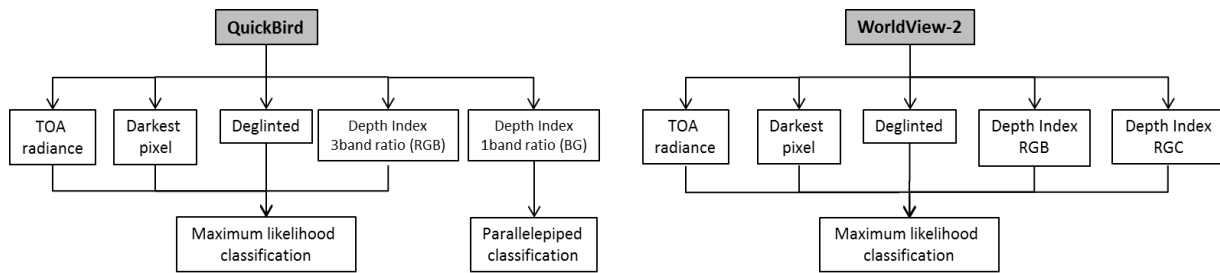 QuickBird
TOA
radiance
Darkest
pixel
Deglinted
Depth Index
3band ratio (RGB)
Depth Index
1band ratio (BG)
Maximum likelihood
classification
Parallelepiped
classification
WorldView-2
TOA
radiance
Darkest
pixel
Deglinted
Depth Index
RGB
Depth Index
RGC
Maximum likelihood
classification